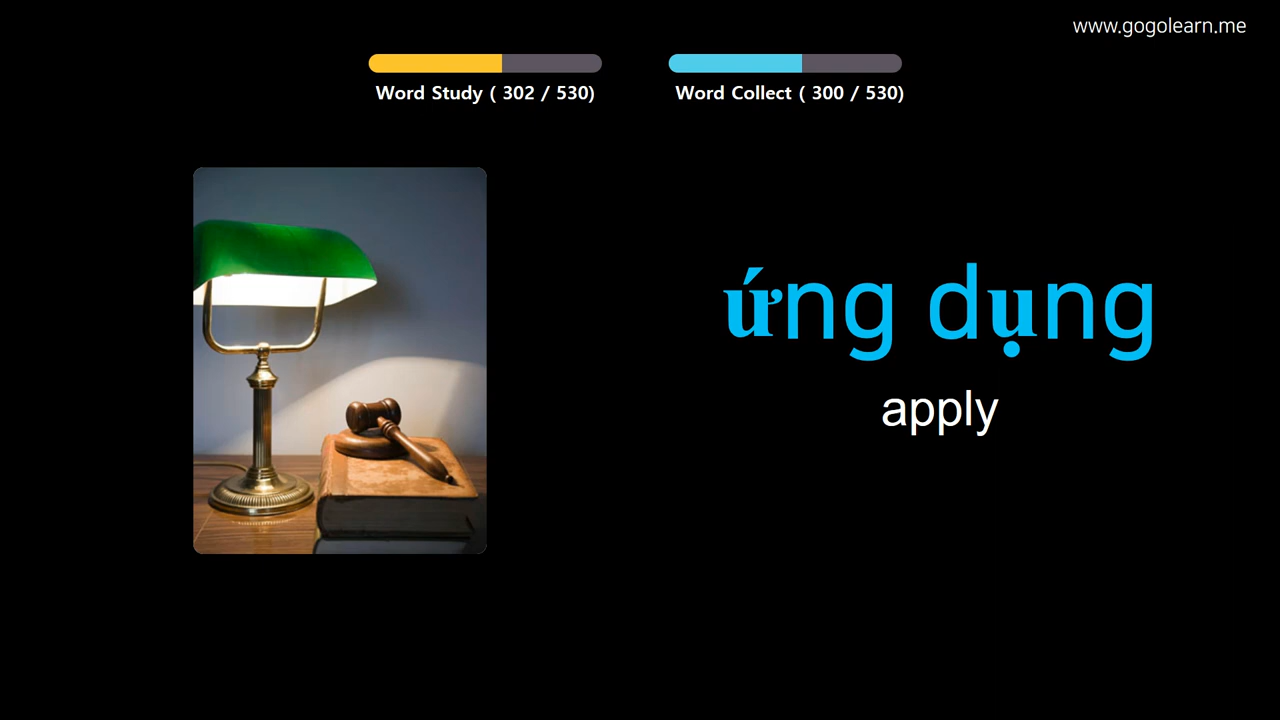 www.gogolearn.me
Word Study ( 302 / 530)
Word Collect ( 300 / 530)
ứng dụng
apply